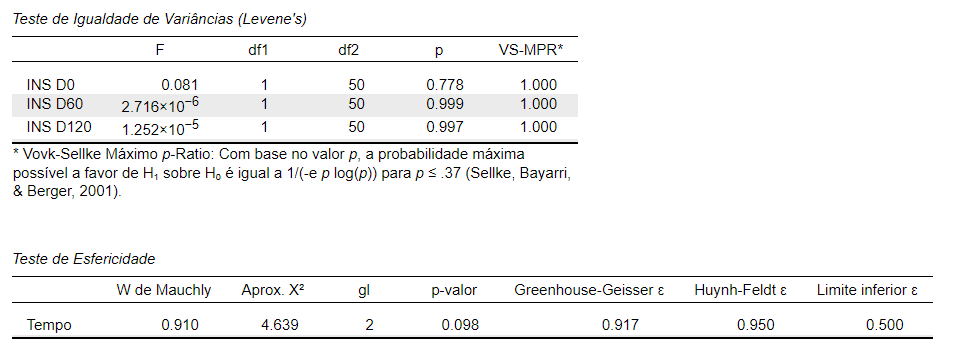 Teste de Igualdade de Variâncias (Levene's)
F df1 df2 p VS-MPR*
INS D0 0.081 1 50 0.778 1.000
INS D60 2.716×10⁻⁶ 1 50 0.999 1.000
INS D120 1.252×10⁻⁵ 1 50 0.997 1.000
* Vovk-Sellke Máximo p-Ratio: Com base no valor p, a probabilidade máxima
possível a favor de H₁ sobre H₀ é igual a 1/(-e p log(p)) para p ≤ .37 (Sellke, Bayarri,
& Berger, 2001).
Teste de Esfericidade
W de Mauchly Aprox. X² gl p-valor Greenhouse-Geisser ε Huynh-Feldt ε Limite inferior ε
Tempo 0.910 4.639 2 0.098 0.917 0.950 0.500